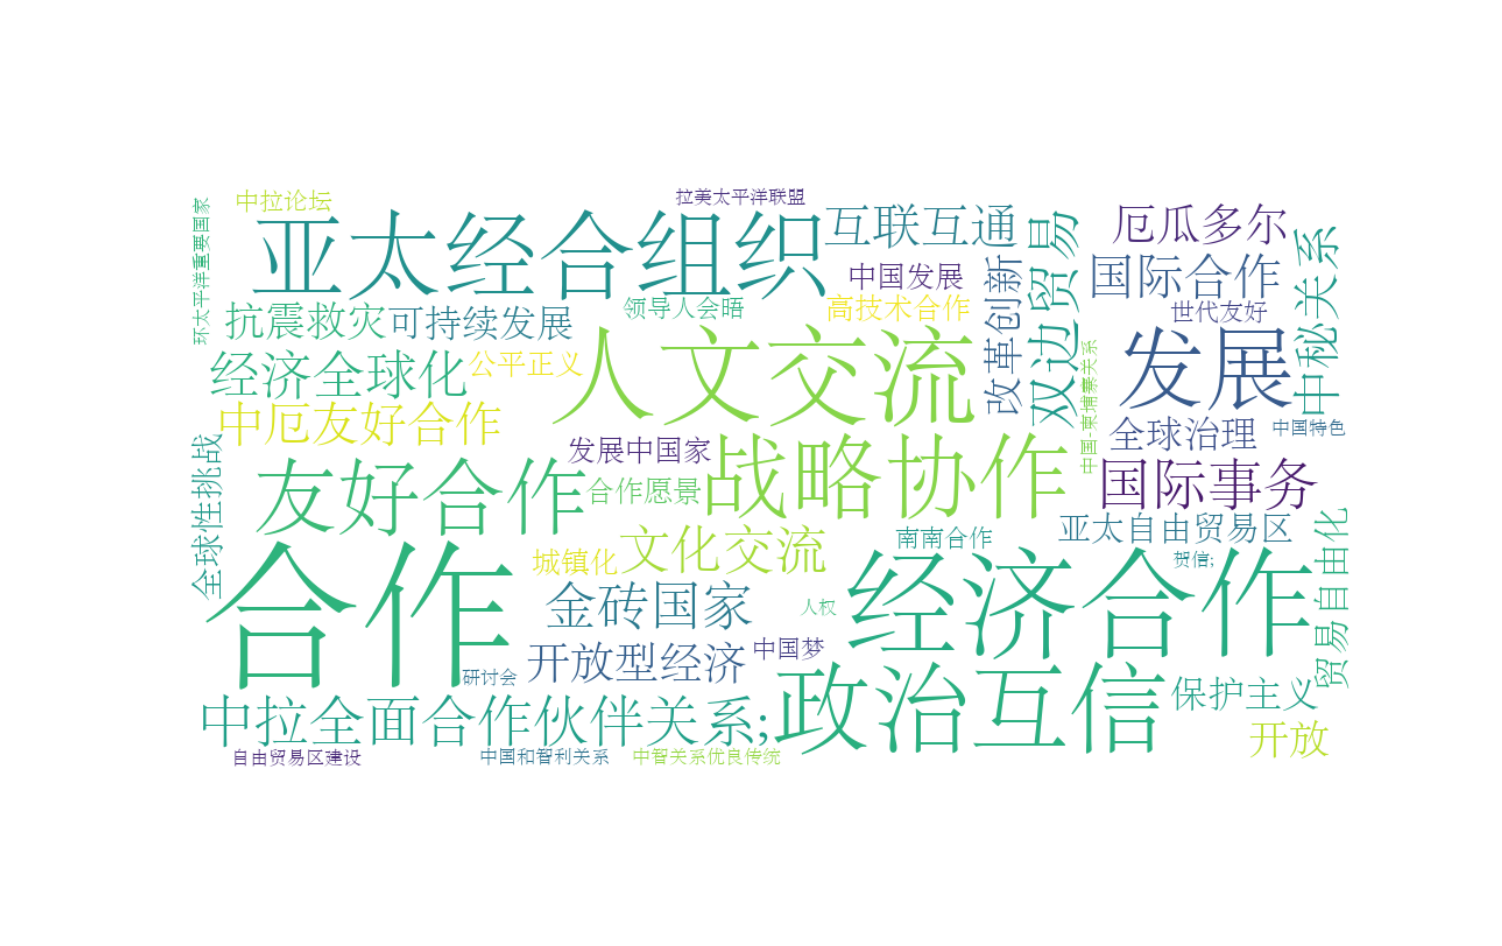 中拉论坛
拉美太平洋联盟
环太平洋重要国家
亚太经合组织
互联互通
双边贸易
厄瓜多尔
中秘关系
国际合作
中国发展
改革创新
抗震救灾
可持续发展
领导人会晤
高技术合作
世代友好
经济全球化
公平正义
人文交流
发展
中国-柬埔寨关系
中厄友好合作
全球治理
中国特色
全球性挑战
友好合作
发展中国家
战略协作
国际事务
合作愿景
亚太自由贸易区
贸易自由化
文化交流
南南合作
城镇化
贺信;
合作
金砖国家
人权
经济合作
开放型经济
中国梦
研讨会
政治互信
保护主义
中拉全面合作伙伴关系;
开放
自由贸易区建设
中国和智利关系
中智关系优良传统